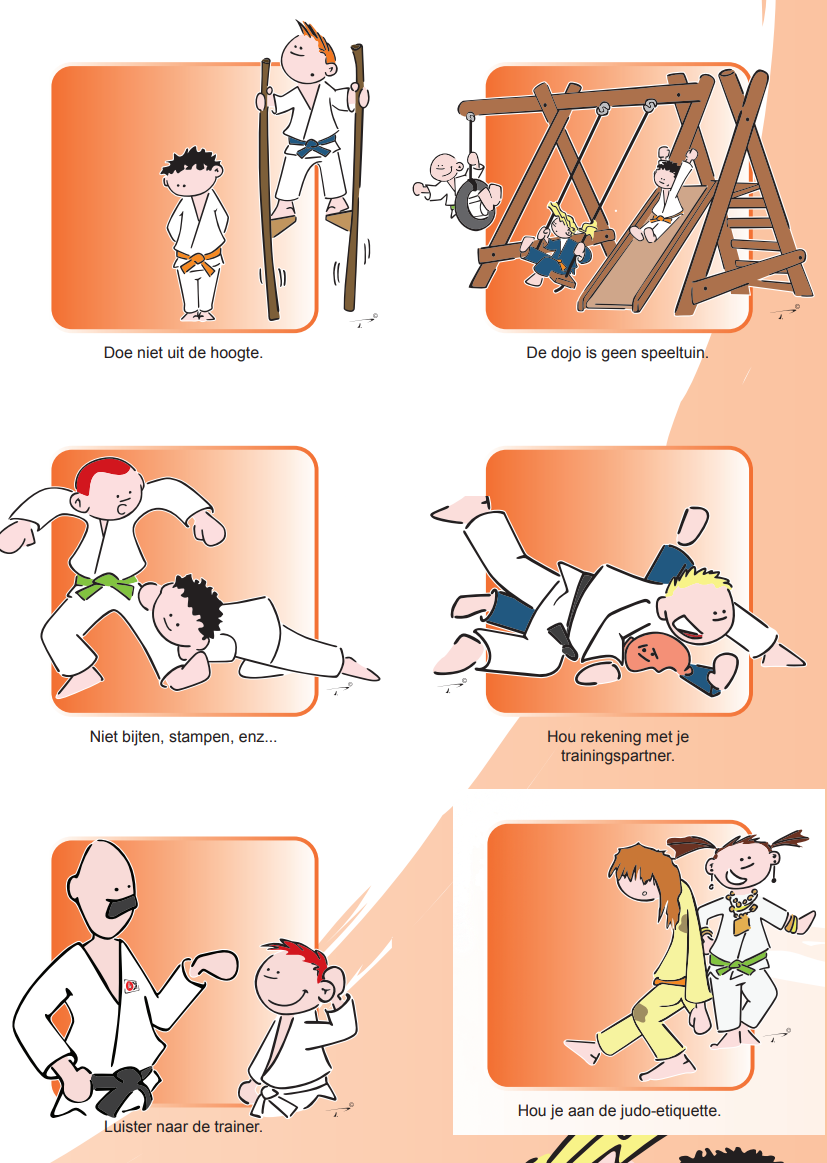 Doe niet uit de hoogte.
De dojo is geen speeltuin.
Niet bijten, stampen, enz...
Hou rekening met je
trainingspartner.
Luister naar de trainer.
Hou je aan de judo-etiquette.